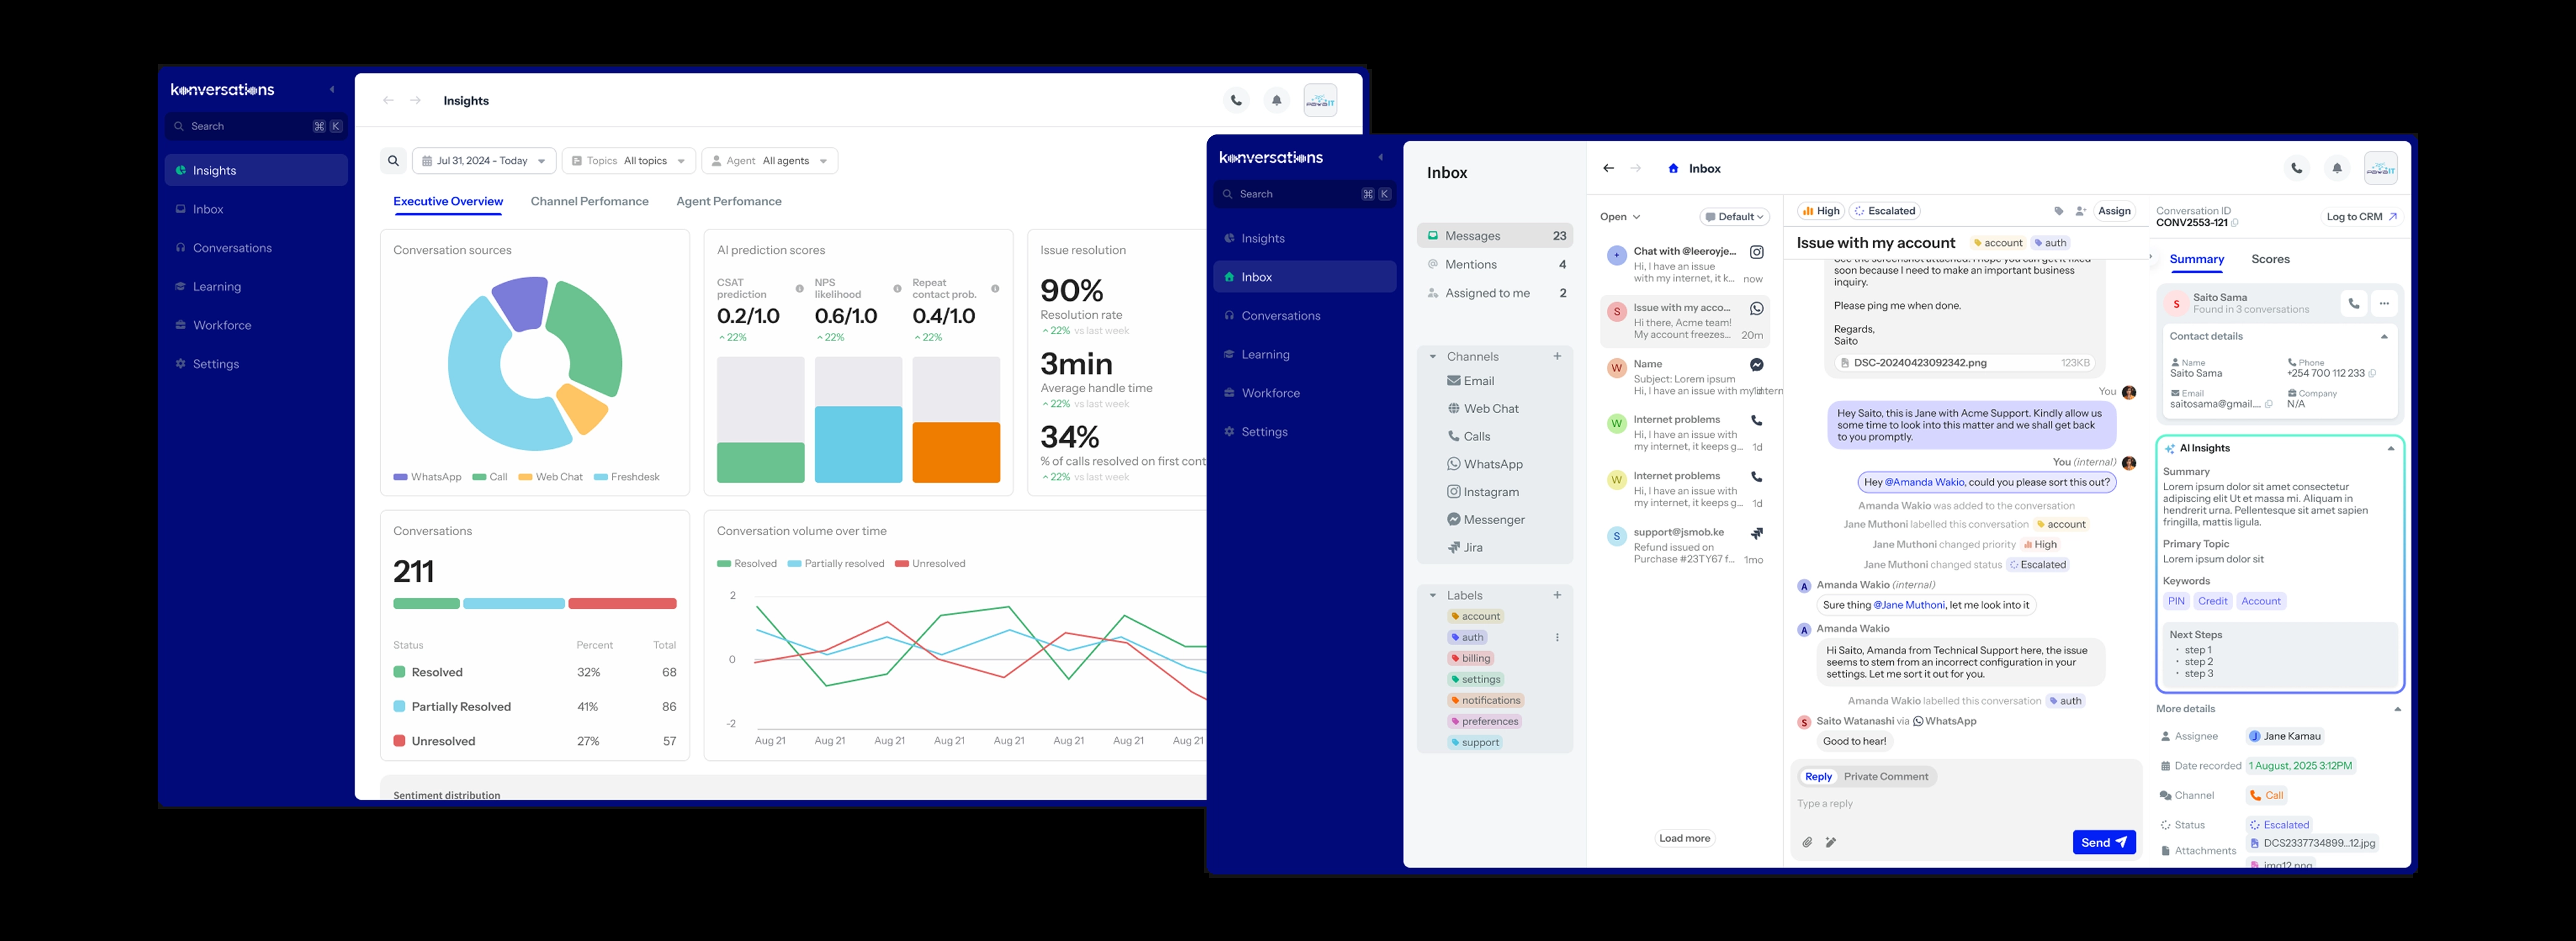 konversations
Search
⌘ K
Insights
Inbox
Conversations
Learning
Workforce
Settings
Insights
Jul 31, 2024 - Today
Topics All topics
Agent All agents
Executive Overview
Channel Perfomance
Agent Perfomance
Conversation sources
WhatsApp
Call
Web Chat
Freshdesk
AI prediction scores
CSAT
prediction
0.2/1.0
22%
NPS
likelihood
0.6/1.0
22%
Repeat
contact prob.
0.4/1.0
22%
Issue resolution
90%
Resolution rate
22% vs last week
3min
Average handle time
22% vs last week
34%
% of calls resolved on first cont
22% vs last week
Conversations
211
Status Percent Total
Resolved 32% 68
Partially Resolved 41% 86
Unresolved 27% 57
Conversation volume over time
Resolved
Partially resolved
Unresolved
2
0
-2
Aug 21 Aug 21 Aug 21 Aug 21 Aug 21 Aug 21 Aug 21 Aug 21
Sentiment distribution
konversations
Search
⌘ K
Insights
Inbox
Conversations
Learning
Workforce
Settings
Inbox
Messages 23
Mentions 4
Assigned to me 2
Channels
Email
Web Chat
Calls
WhatsApp
Instagram
Messenger
Jira
Labels
account
auth
billing
settings
notifications
preferences
support
Inbox
Open
Default
Chat with @leeroyje...
Hi, I have an issue
with my internet, it k... now
S
Issue with my acco...
Hi there, Acme team!
My account freezes... 20m
W
Name
Subject: Lorem ipsum
Hi, I have an issue with my intern
1d
W
Internet problems
Hi, I have an issue with
my internet, it keeps g... 1d
W
Internet problems
Hi, I have an issue with
my internet, it keeps g... 1d
S
support@jsmob.ke
Refund issued on
Purchase #23TY67 f... 1mo
Load more
High
Escalated
Assign
Issue with my account
account
auth
See the screenshot attached. I hope you can get it fixed
soon because I need to make an important business
inquiry.
Please ping me when done.
Regards,
Saito
DSC-20240423092342.png 123KB
You
Hey Saito, this is Jane with Acme Support. Kindly allow us
some time to look into this matter and we shall get back
to you promptly.
You (internal)
Hey @Amanda Wakio, could you please sort this out?
Amanda Wakio was added to the conversation
Jane Muthoni labelled this conversation account
Jane Muthoni changed priority High
Jane Muthoni changed status Escalated
A Amanda Wakio (internal)
Sure thing @Jane Muthoni, let me look into it
A Amanda Wakio
Hi Saito, Amanda from Technical Support here, the issue
seems to stem from an incorrect configuration in your
settings. Let me sort it out for you.
Amanda Wakio labelled this conversation auth
S Saito Watanashi via WhatsApp
Good to hear!
Reply Private Comment
Type a reply
Send
Conversation ID
CONV2553-121
Log to CRM
Summary
Scores
S
Saito Sama
Found in 3 conversations
Contact details
Name
Saito Sama
Phone
+254 700 112 233
Email
saitosama@gmail....
Company
N/A
AI Insights
Summary
Lorem ipsum dolor sit amet consectetur
adipiscing elit Ut et massa mi. Aliquam in
hendrerit urna. Pellentesque sit amet sapien
fringilla, mattis ligula.
Primary Topic
Lorem ipsum dolor sit
Keywords
PIN Credit Account
Next Steps
• step 1
• step 2
• step 3
More details
Assignee J Jane Kamau
Date recorded 1 August, 2025 3:12PM
Channel Call
Status Escalated
Attachments DCS2337734899...12.jpg
img12.png